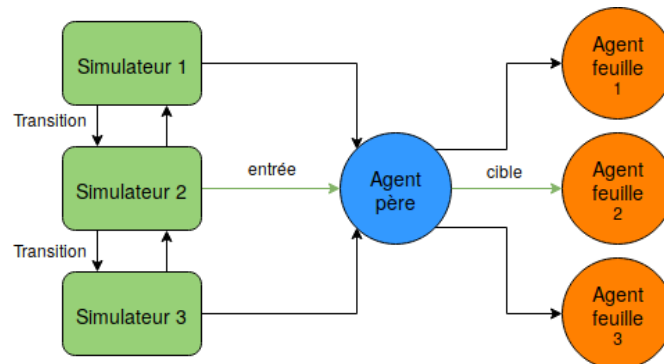 Simulateur 1
Transition
Simulateur 2
Transition
Simulateur 3
entrée
Agent
père
cible
Agent
feuille
1
Agent
feuille
2
Agent
feuille
3